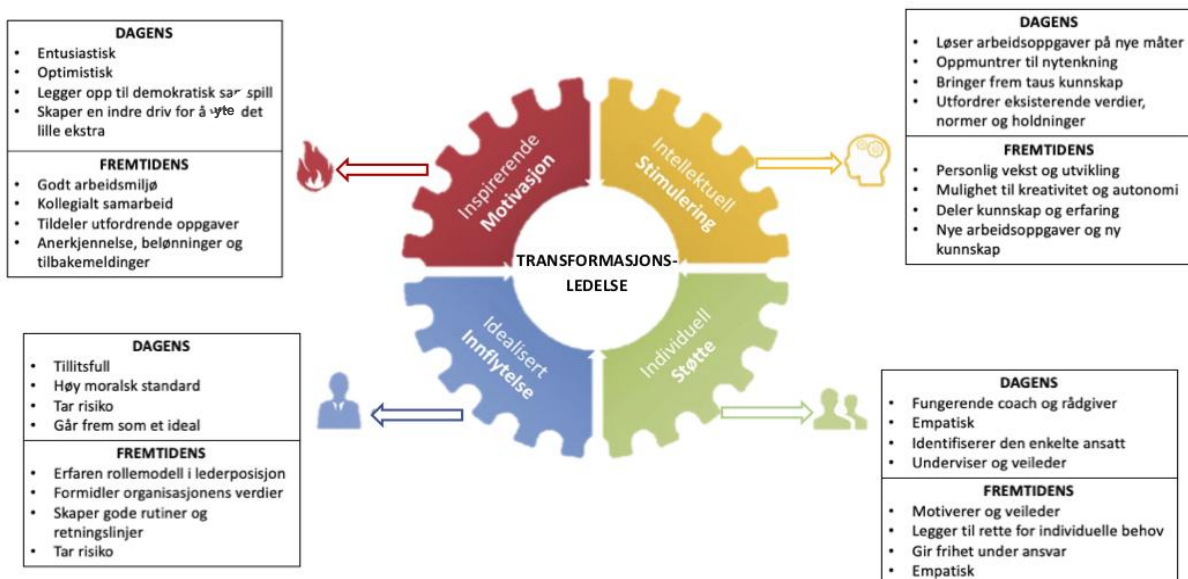 DAGENS
• Entusiastisk
• Optimistisk
• Legger opp til demokratisk spill
• Skaper en indre driv for å det
lille ekstra
FREMTIDENS
• Godt arbeidsmiljø
• Kollegialt samarbeid
• Tildeler utfordrende oppgaver
• Anerkjennelse, belønninger og
tilbakemeldinger
Inspirerende
Motivasjon
Intellektuell
Stimulering
DAGENS
• Løser arbeidsoppgaver på nye måter
• Oppmuntrer til nytenkning
• Bringer frem taus kunnskap
• Utfordrer eksisterende verdier,
normer og holdninger
FREMTIDENS
• Personlig vekst og utvikling
• Mulighet til kreativitet og autonomi
• Deler kunnskap og erfaring
• Nye arbeidsoppgaver og ny
kunnskap
TRANSFORMASJONS-
LEDELSE
DAGENS
• Tillitsfull
• Høy moralsk standard
• Tar risiko
• Går frem som et ideal
FREMTIDENS
• Erfaren rollemodell i lederposisjon
• Formidler organisasjonens verdier
• Skaper gode rutiner og
retningslinjer
• Tar risiko
Idealisert
Innflytelse
Individuell
Støtte
DAGENS
• Fungerende coach og rådgiver
• Empatisk
• Identifiserer den enkelte ansatt
• Underviser og veileder
FREMTIDENS
• Motiverer og veileder
• Legger til rette for individuelle behov
• Gir frihet under ansvar
• Empatisk